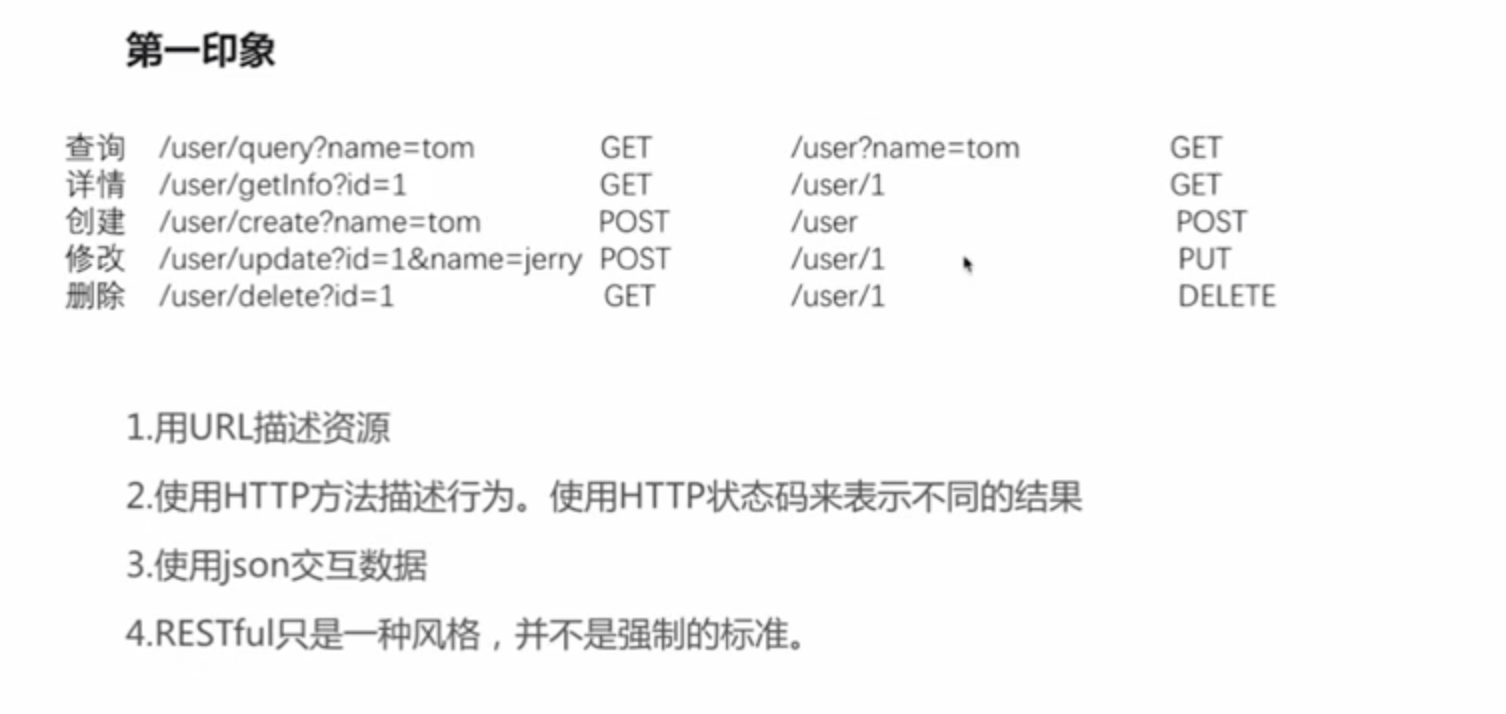 第一印象
查询 /user/query?name=tom GET /user?name=tom GET
详情 /user/getInfo?id=1 GET /user/1 GET
创建 /user/create?name=tom POST /user POST
修改 /user/update?id=1&name=jerry POST /user/1 PUT
删除 /user/delete?id=1 GET /user/1 DELETE
1.用URL描述资源
2.使用HTTP方法描述行为。使用HTTP状态码来表示不同的结果
3.使用json交互数据
4.RESTful只是一种风格，并不是强制的标准。